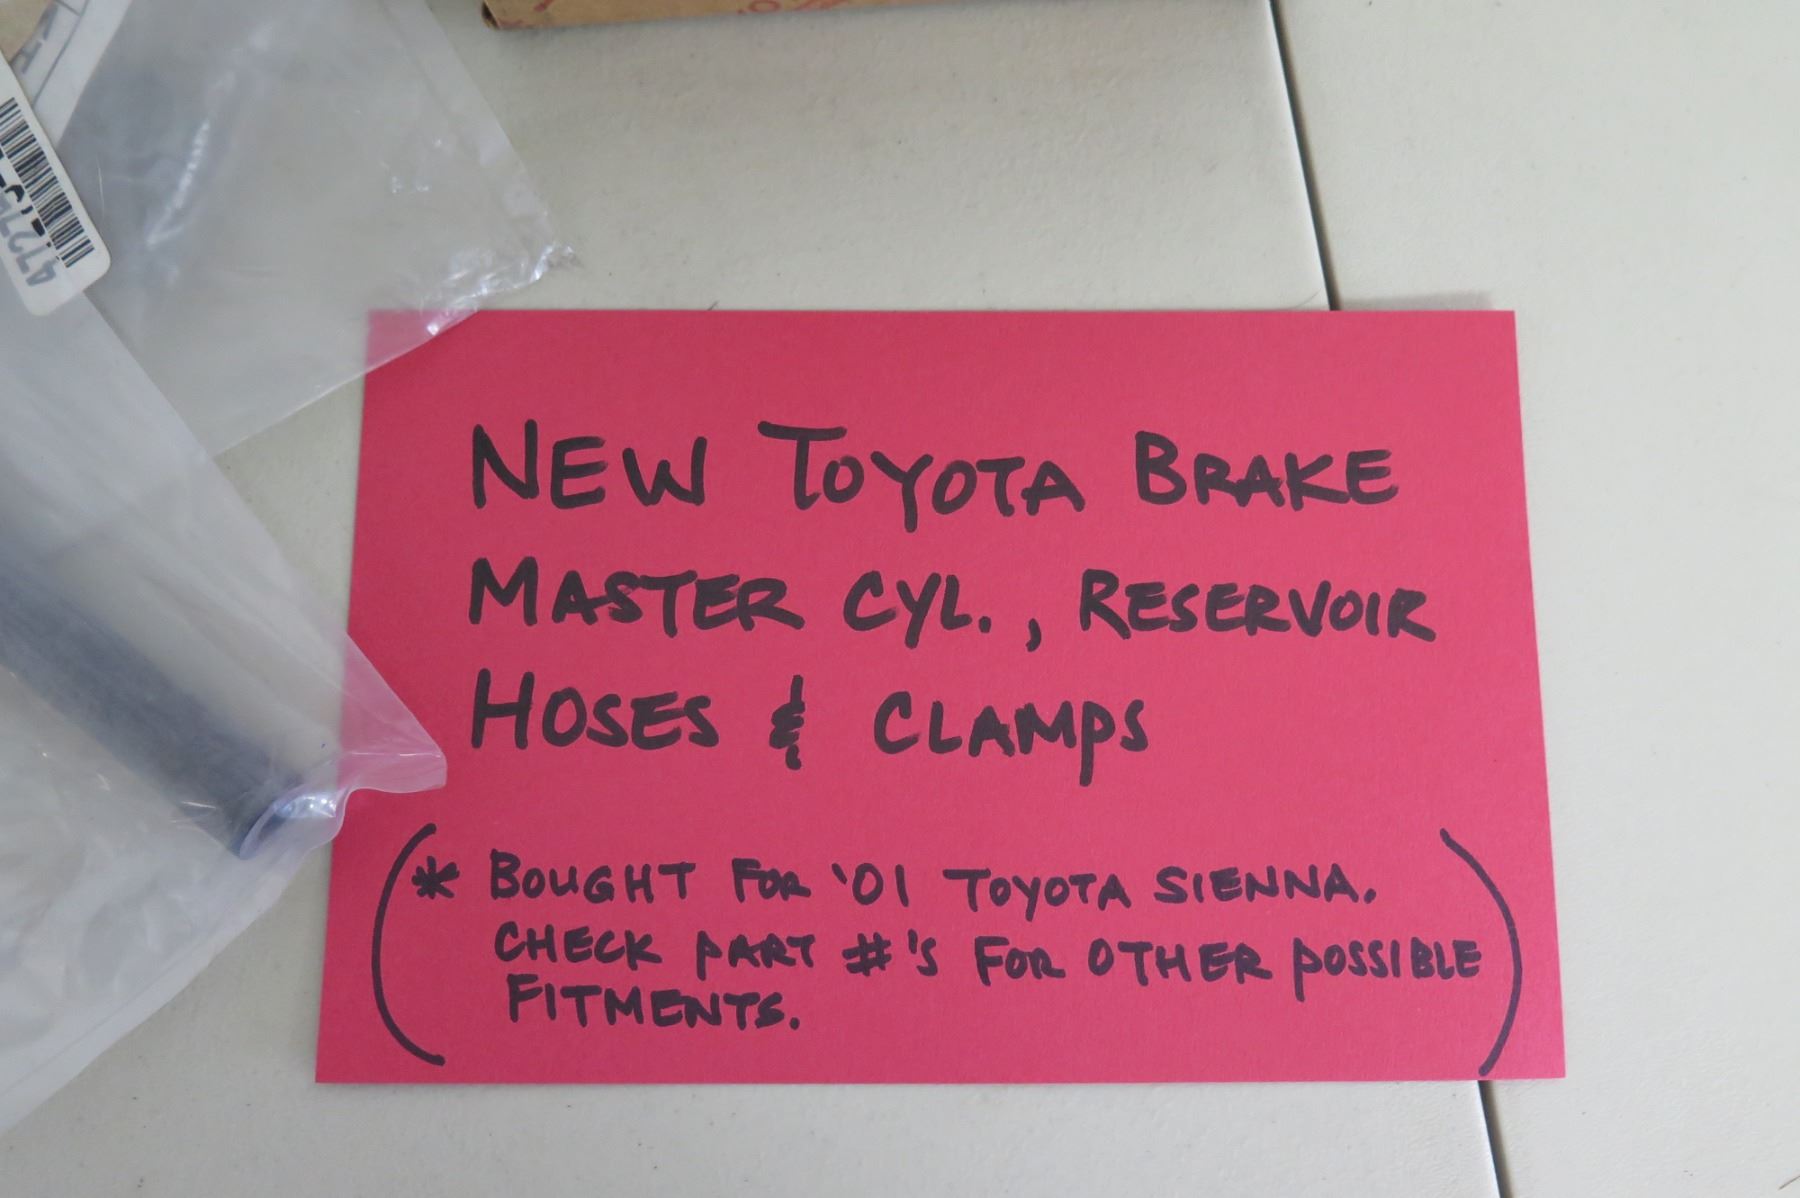 NEW TOYOTA BRAKE
MASTER CYL., RESERVOIR
HOSES & CLAMPS
(* BOUGHT FOR '01 TOYOTA SIENNA.
CHECK PART #'S FOR OTHER POSSIBLE
FITMENTS.)